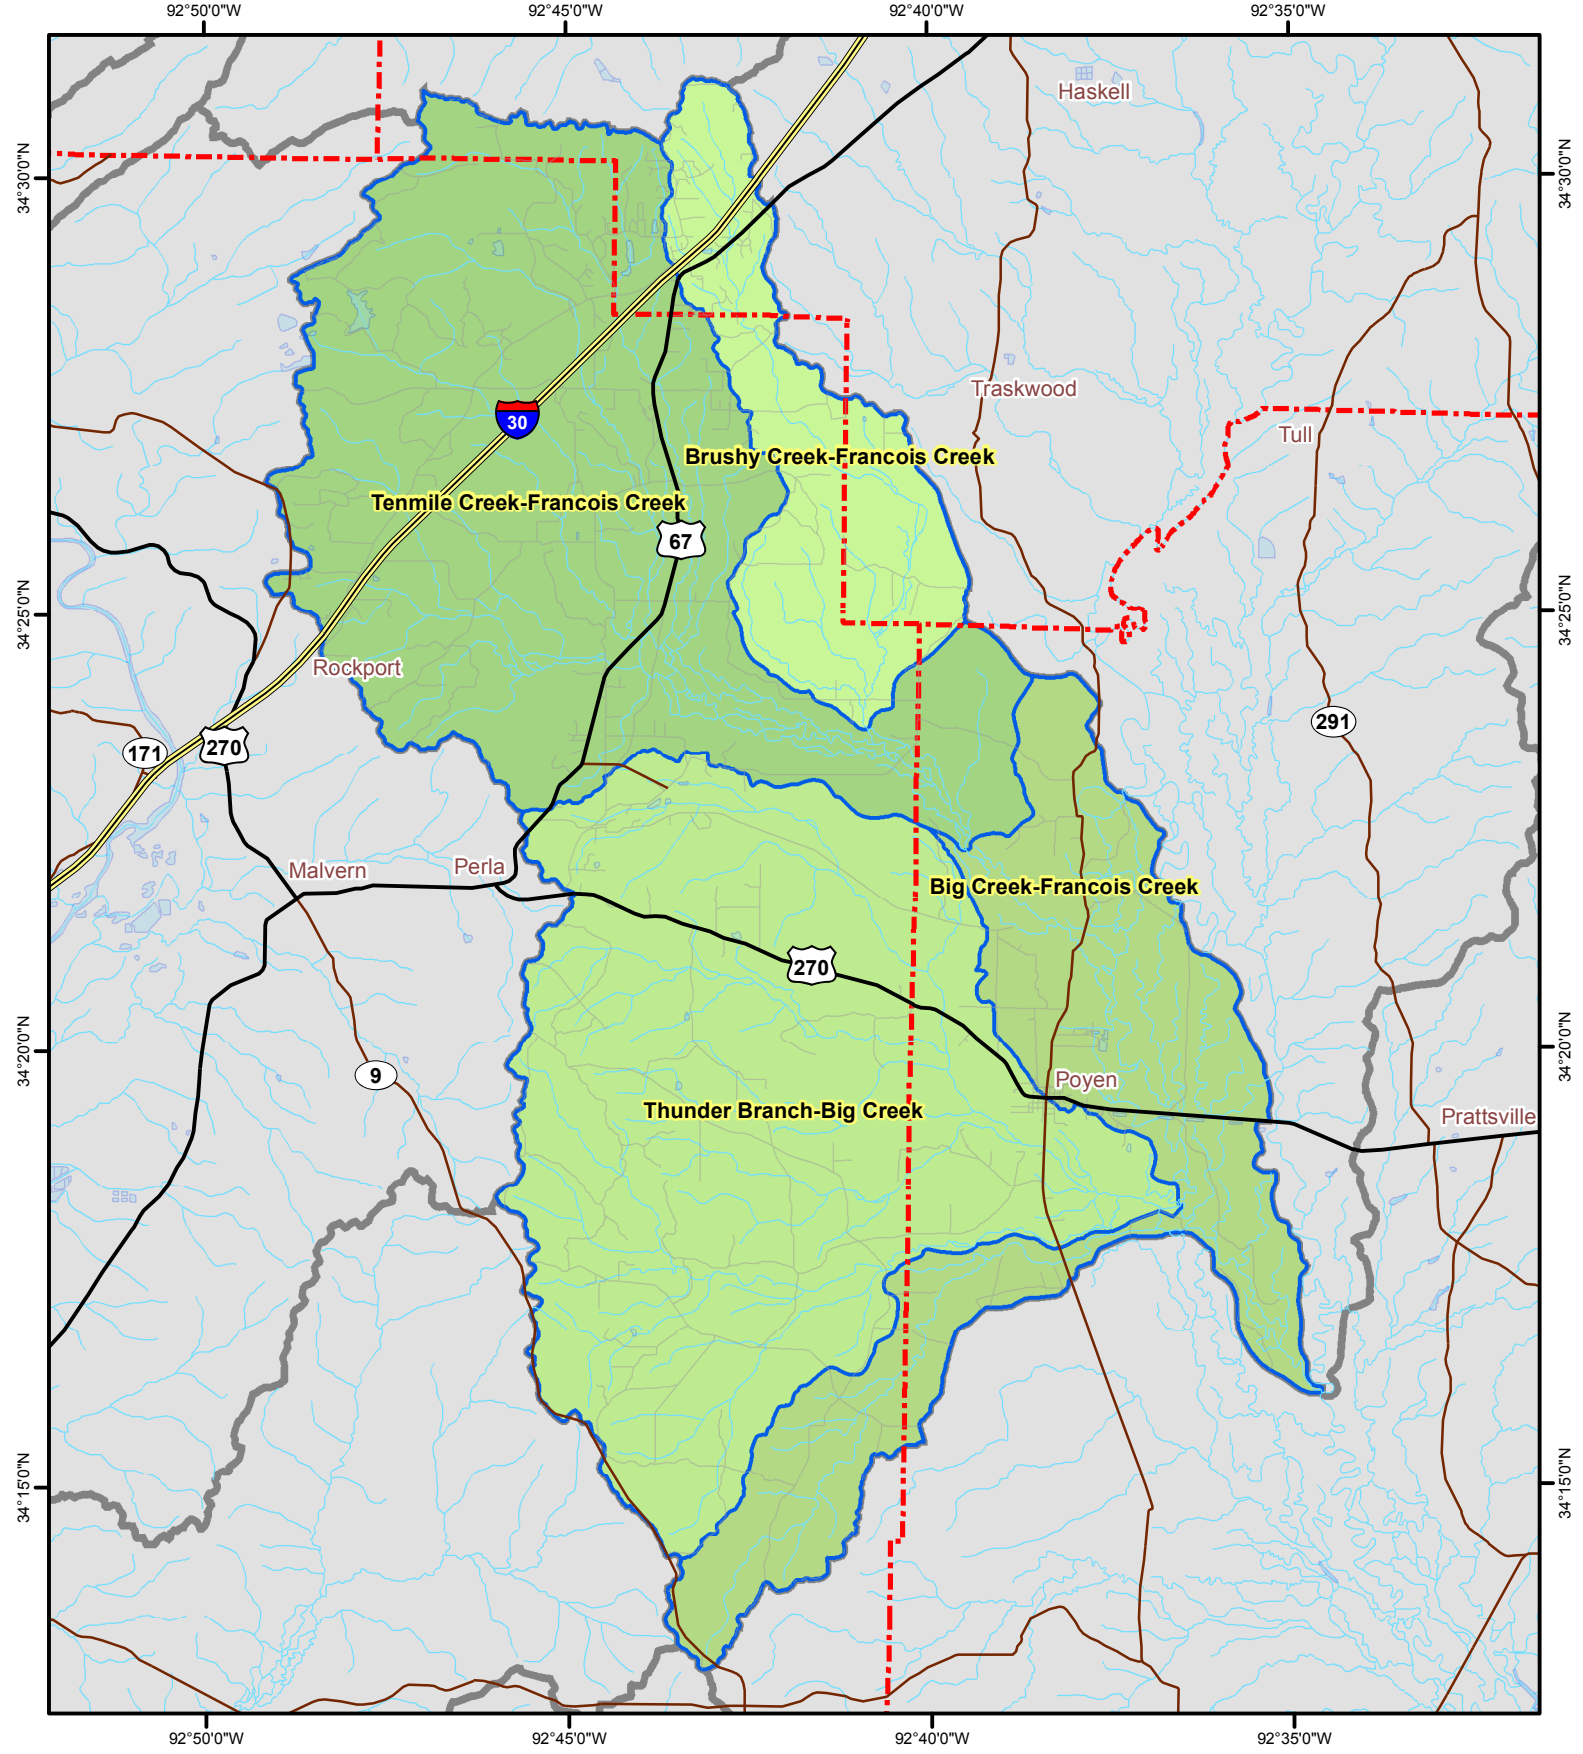 92°50'0"W
92°45'0"W
92°40'0"W
92°35'0"W
Haskell
34°30'0"N
34°30'0"N
Traskwood
30
Tull
Brushy Creek-Francois Creek
Tenmile Creek-Francois Creek
67
34°25'0"N
34°25'0"N
Rockport
291
171
270
Malvern
Perla
Big Creek-Francois Creek
270
34°20'0"N
34°20'0"N
9
Poyen
Thunder Branch-Big Creek
Prattsville
34°15'0"N
34°15'0"N
92°50'0"W
92°45'0"W
92°40'0"W
92°35'0"W